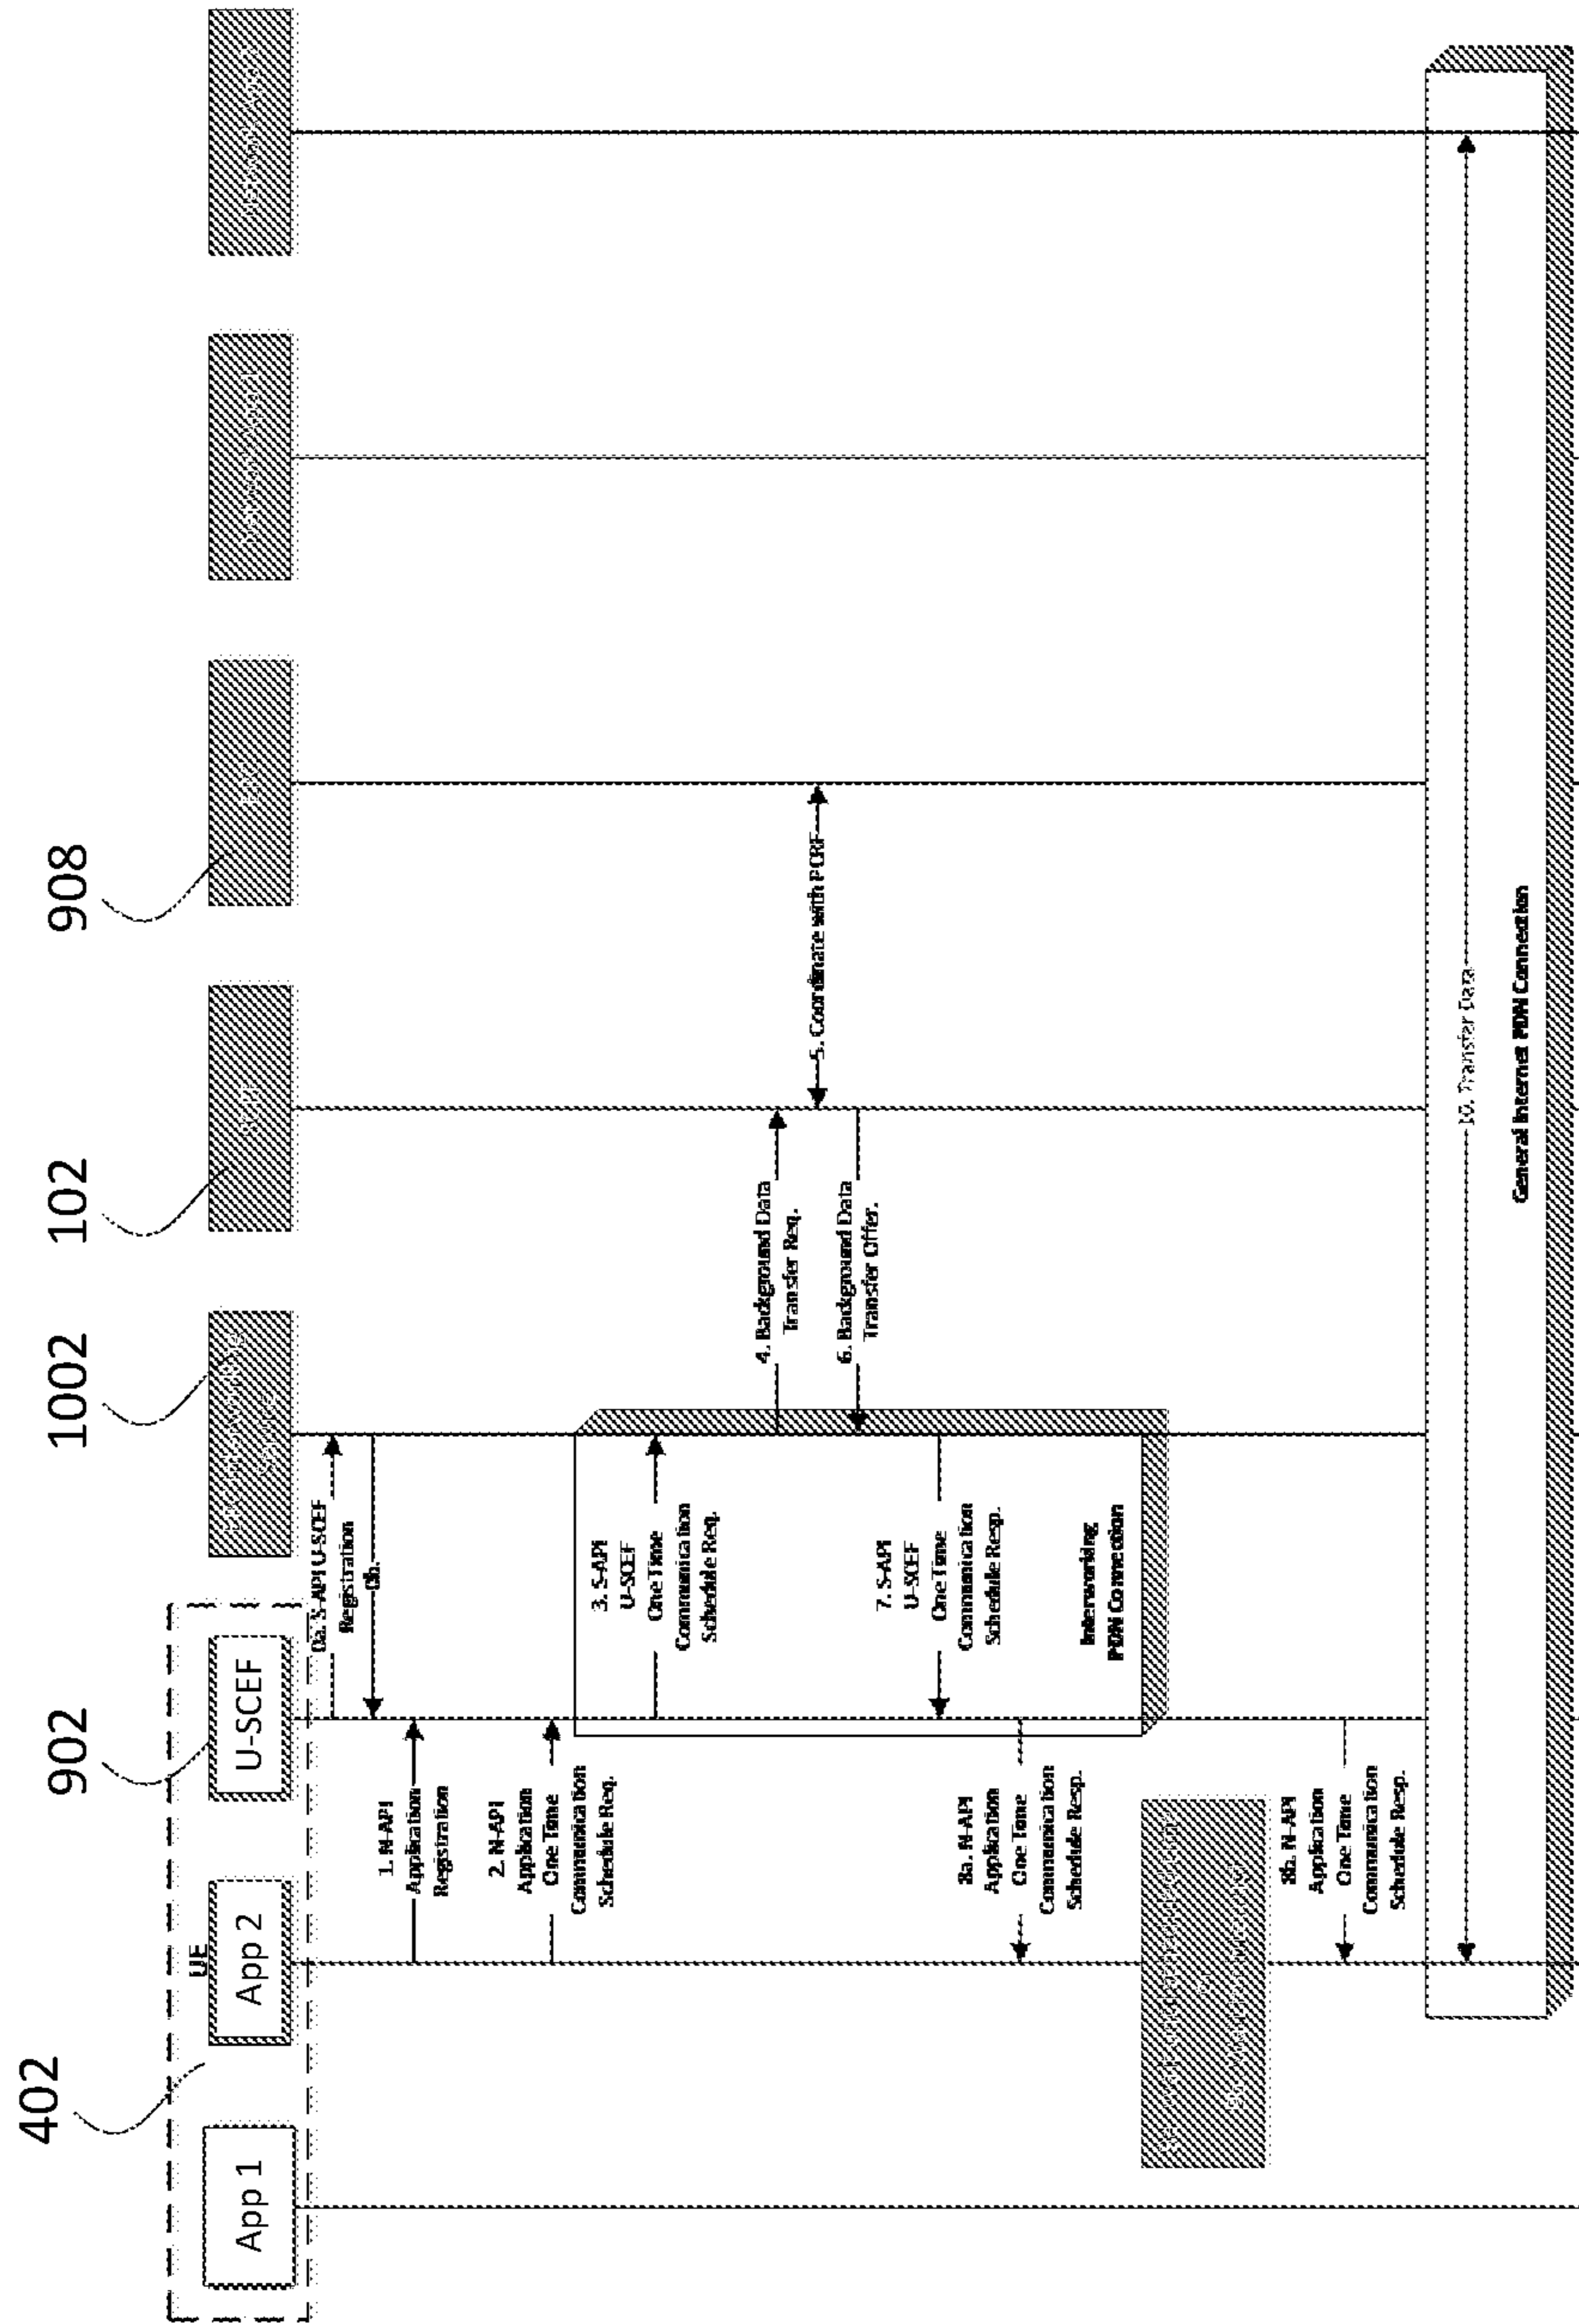 402
902
1002
102
908
UE
App 1
App 2
U-SCEF
SCEF
0a. S-API U-SCEF
Registration
0b.
1. N-API
Application
Registration
2. N-API
Application
One Time
Communication
Schedule Req.
3. S-API
U-SCEF
One Time
Communication
Schedule Req.
4. Background Data
Transfer Req.
5. Coordinate with PCRF
6. Background Data
Transfer Offer.
7. S-API
U-SCEF
One Time
Communication
Schedule Resp.
Interworking
PDN Connection
8a. N-API
Application
One Time
Communication
Schedule Resp.
8b. N-API
Application
One Time
Communication
Schedule Resp.
10. Transfer Data
General Internet PDN Connection